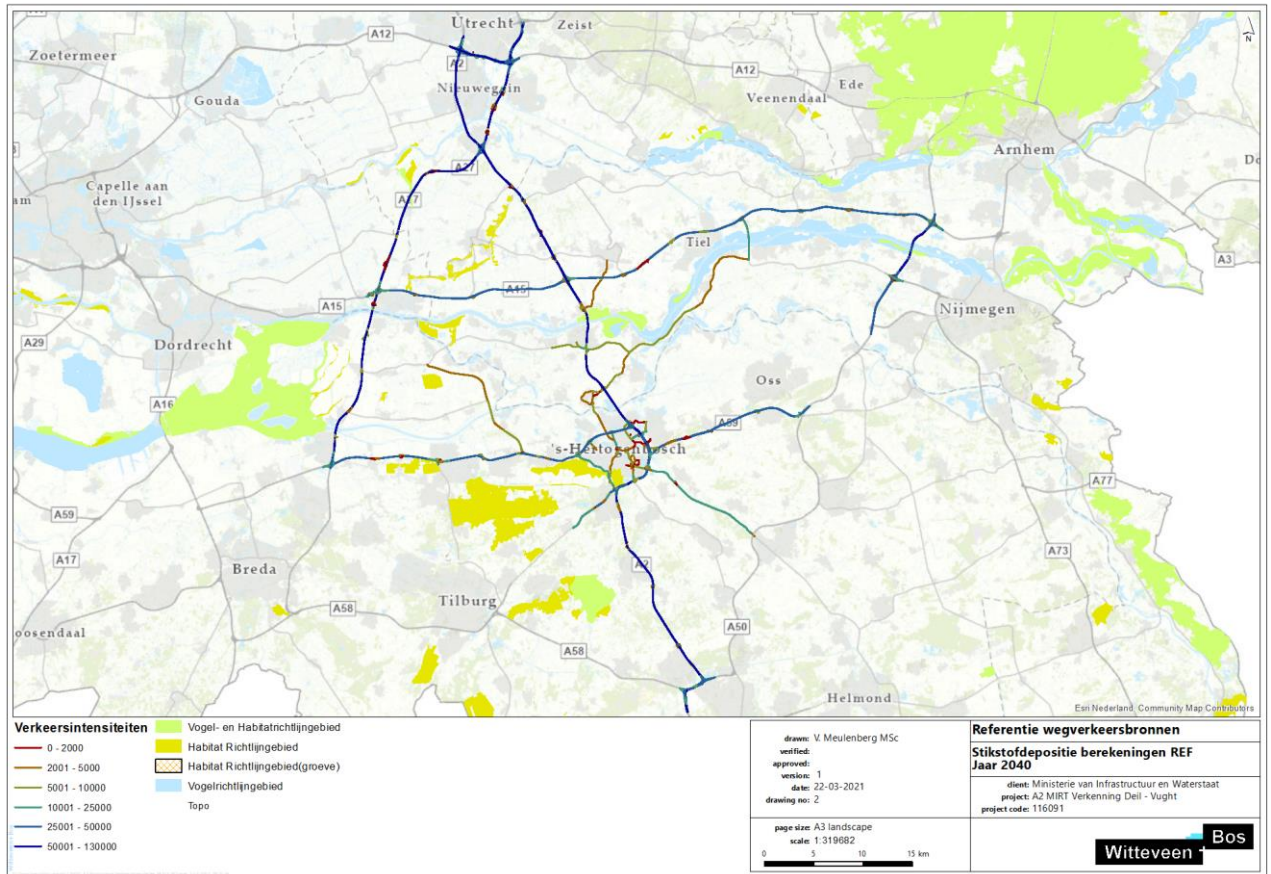 Utrecht
Zeist
N
A12
Zoetermeer
A2
A12
Ede
Gouda
Nieuwegein
Veenendaal
Arnhem
A27
Capelle aan
den IJssel
A27
Tiel
A3
A15
A15
Nijmegen
Dordrecht
A29
Oss
A16
A59
's-Hertogenbosch
A77
A59
A17
A73
Breda
A2
Tilburg
A58
A50
oosendaal
A58
Helmond
Esri Nederland, Community Map Contributors
Verkeersintensiteiten
0 - 2000
2001 - 5000
5001 - 10000
10001 - 25000
25001 - 50000
50001 - 130000
Vogel- en Habitatrichtlijngebied
Habitat Richtlijngebied
Habitat Richtlijngebied(groeve)
Vogelrichtlijngebied
Topo
drawn: V. Meulenberg MSc
verified:
approved:
version: 1
date: 22-03-2021
drawing no: 2
page size: A3 landscape
scale: 1:319682
0 5 10 15 km
Referentie wegverkeersbronnen
Stikstofdepositie berekeningen REF
Jaar 2040
client: Ministerie van Infrastructuur en Waterstaat
project: A2 MIRT Verkenning Deil - Vught
project code: 116091
Witteveen + Bos